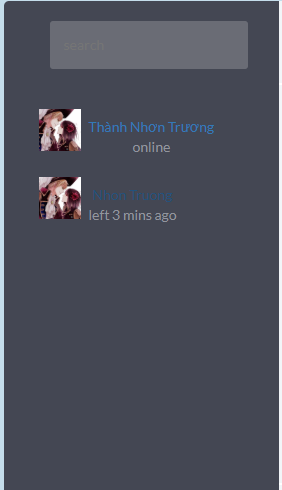 search
Thành Nhơn Trương
online
Nhơn Trương
left 3 mins ago